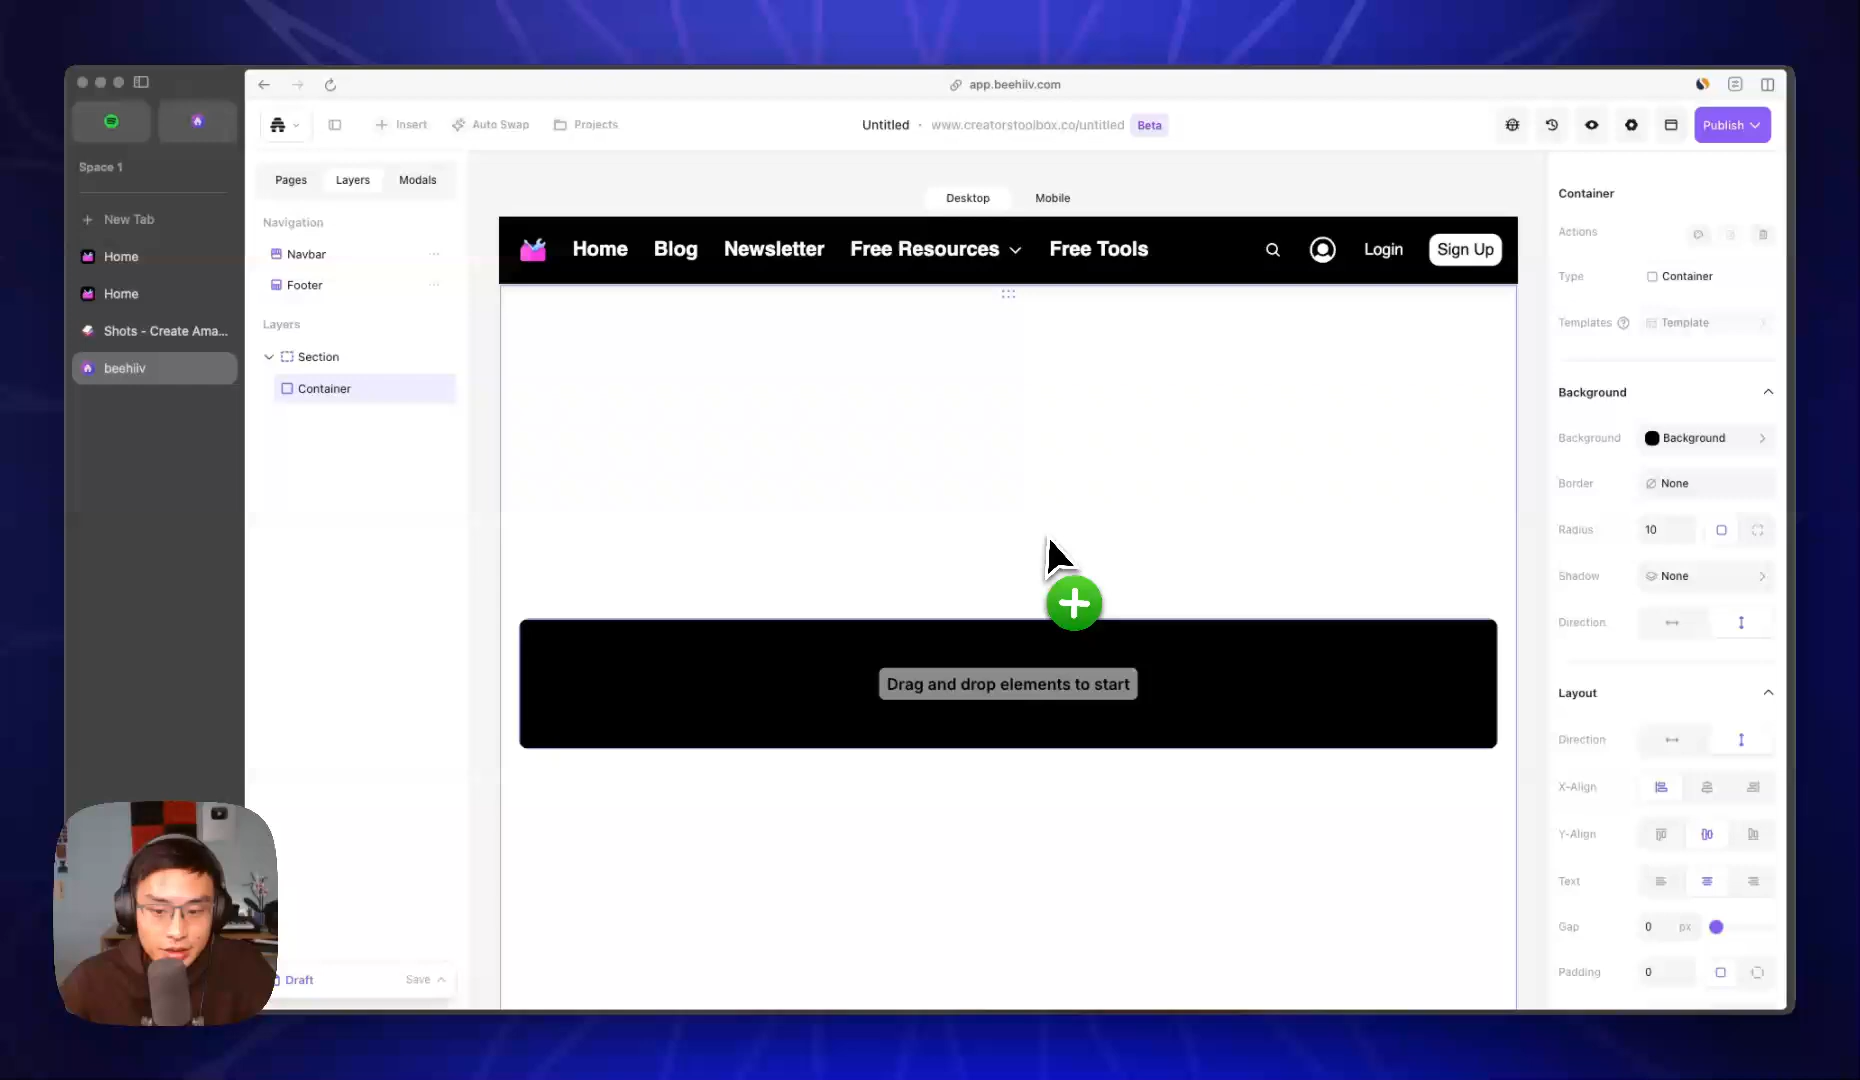 app.beehiiv.com
Insert
Auto Swap
Projects
Untitled · www.creatorstoolbox.co/untitled Beta
Publish
Space 1
New Tab
Home
Home
Shots - Create Ama...
beehiiv
Pages Layers Modals
Navigation
Navbar
Footer
Layers
Section
Container
Draft
Save
Desktop Mobile
Home Blog Newsletter Free Resources Free Tools
Login
Sign Up
Drag and drop elements to start
Container
Actions
Type Container
Templates Template
Background
Background Background
Border None
Radius 10
Shadow None
Direction
Layout
Direction
X-Align
Y-Align
Text
Gap 0 px
Padding 0